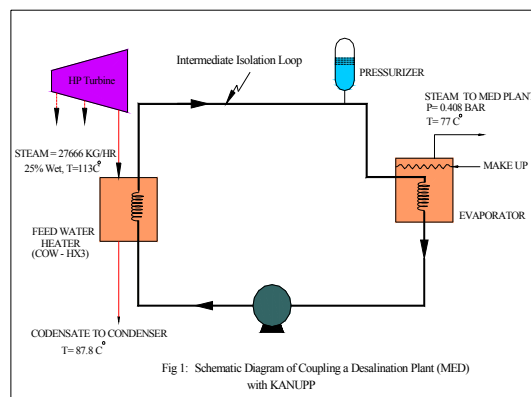 HP Turbine
Intermediate Isolation Loop
PRESSURIZER
STEAM TO MED PLANT
P= 0.408 BAR
T= 77 C°
MAKE UP
EVAPORATOR
STEAM = 27666 KG/HR
25% Wet, T=113C°
FEED WATER
HEATER
(COW - HX3)
CODENSATE TO CONDENSER
T= 87.8 C°
Fig 1: Schematic Diagram of Coupling a Desalination Plant (MED)
with KANUPP